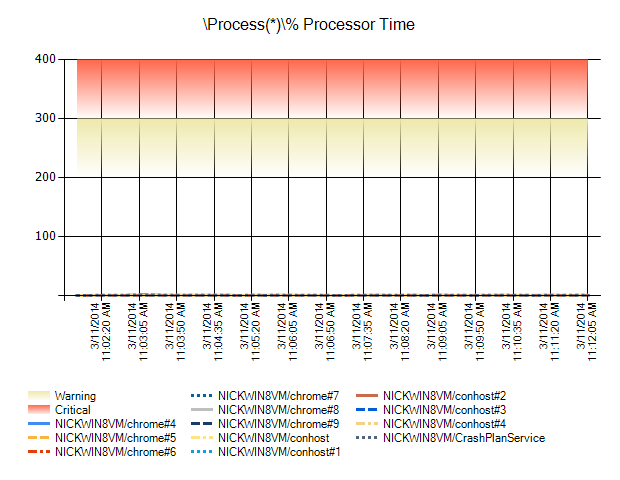 \Process(*)\% Processor Time
400
300
200
100
3/11/2014 11:02:20 AM
3/11/2014 11:03:05 AM
3/11/2014 11:03:50 AM
3/11/2014 11:04:35 AM
3/11/2014 11:05:20 AM
3/11/2014 11:06:05 AM
3/11/2014 11:06:50 AM
3/11/2014 11:07:35 AM
3/11/2014 11:08:20 AM
3/11/2014 11:09:05 AM
3/11/2014 11:09:50 AM
3/11/2014 11:10:35 AM
3/11/2014 11:11:20 AM
3/11/2014 11:12:05 AM
Warning
Critical
NICKWIN8VM/chrome#4
NICKWIN8VM/chrome#5
NICKWIN8VM/chrome#6
NICKWIN8VM/chrome#7
NICKWIN8VM/chrome#8
NICKWIN8VM/chrome#9
NICKWIN8VM/conhost
NICKWIN8VM/conhost#1
NICKWIN8VM/conhost#2
NICKWIN8VM/conhost#3
NICKWIN8VM/conhost#4
NICKWIN8VM/CrashPlanService